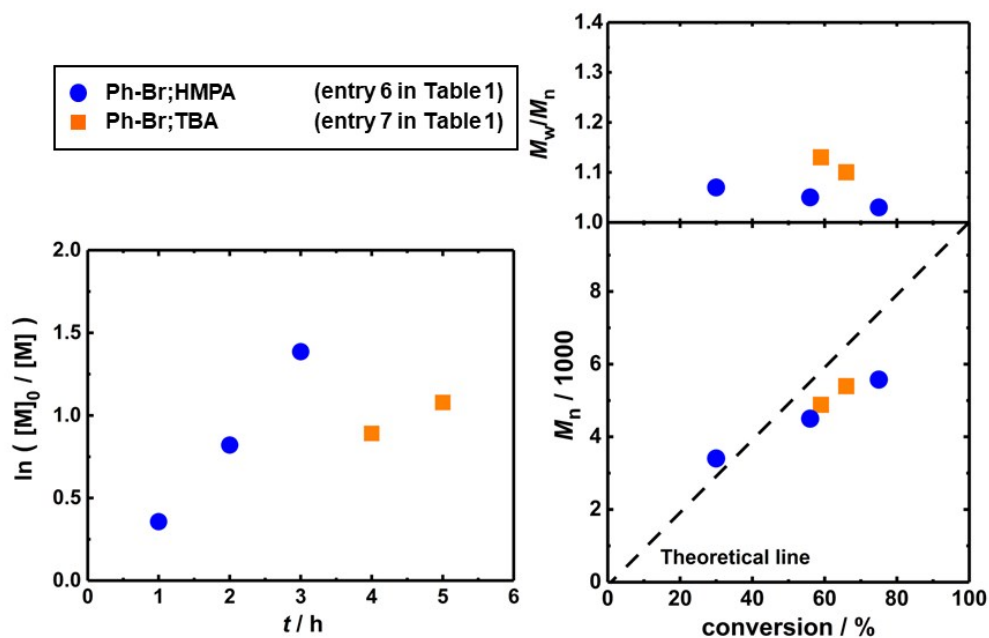 Ph-Br;HMPA (entry 6 in Table 1)
Ph-Br;TBA (entry 7 in Table 1)
ln ( [M]0 / [M] )
2.0
1.5
1.0
0.5
0.0
0 1 2 3 4 5 6
t / h
Mw/Mn
1.4
1.3
1.2
1.1
1.0
Mn / 1000
8
6
4
2
0
Theoretical line
0 20 40 60 80 100
conversion / %